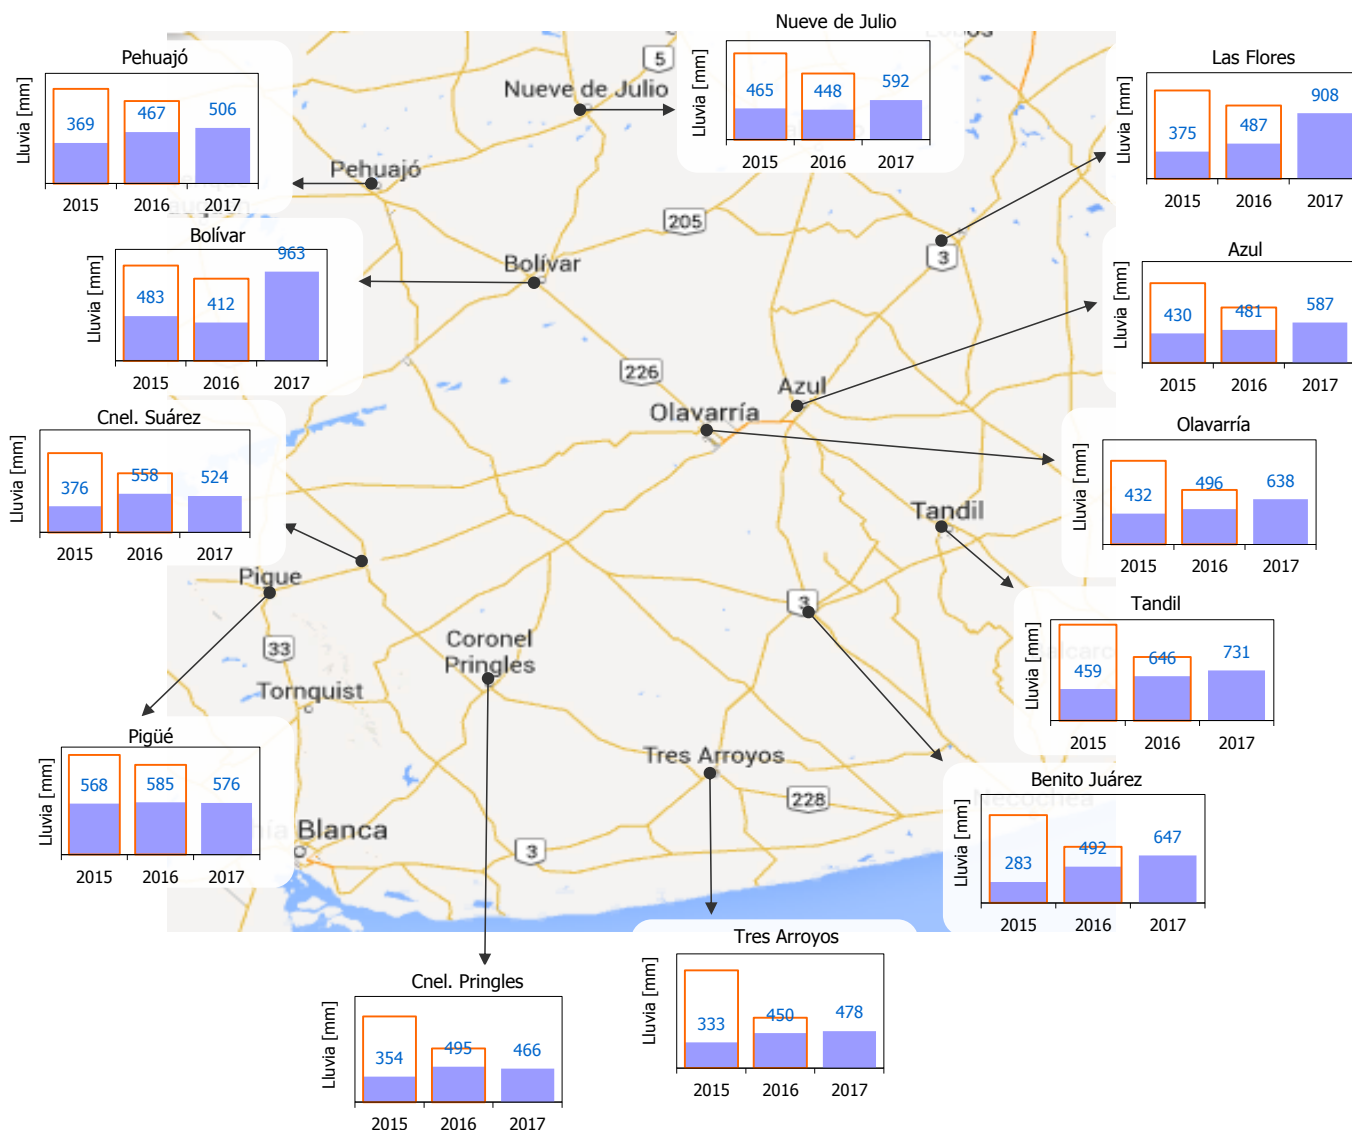 Nueve de Julio
Lluvia [mm]
465
448
592
2015
2016
2017
Pehuajó
Lluvia [mm]
369
467
506
2015
2016
2017
Las Flores
Lluvia [mm]
375
487
908
2015
2016
2017
5
Nueve de Julio
Pehuajó
205
3
Bolívar
Lluvia [mm]
483
412
963
2015
2016
2017
Bolívar
Azul
Lluvia [mm]
430
481
587
2015
2016
2017
226
Azul
Olavarría
Cnel. Suárez
Lluvia [mm]
376
558
524
2015
2016
2017
Olavarría
Lluvia [mm]
432
496
638
2015
2016
2017
Tandil
Pigue
3
Tandil
Lluvia [mm]
459
646
731
2015
2016
2017
33
Coronel
Pringles
Tornquist
Pigüé
Lluvia [mm]
568
585
576
2015
2016
2017
Tres Arroyos
228
Blanca
3
Benito Juárez
Necochea
Lluvia [mm]
283
492
647
2015
2016
2017
Tres Arroyos
Lluvia [mm]
333
450
478
2015
2016
2017
Cnel. Pringles
Lluvia [mm]
354
495
466
2015
2016
2017